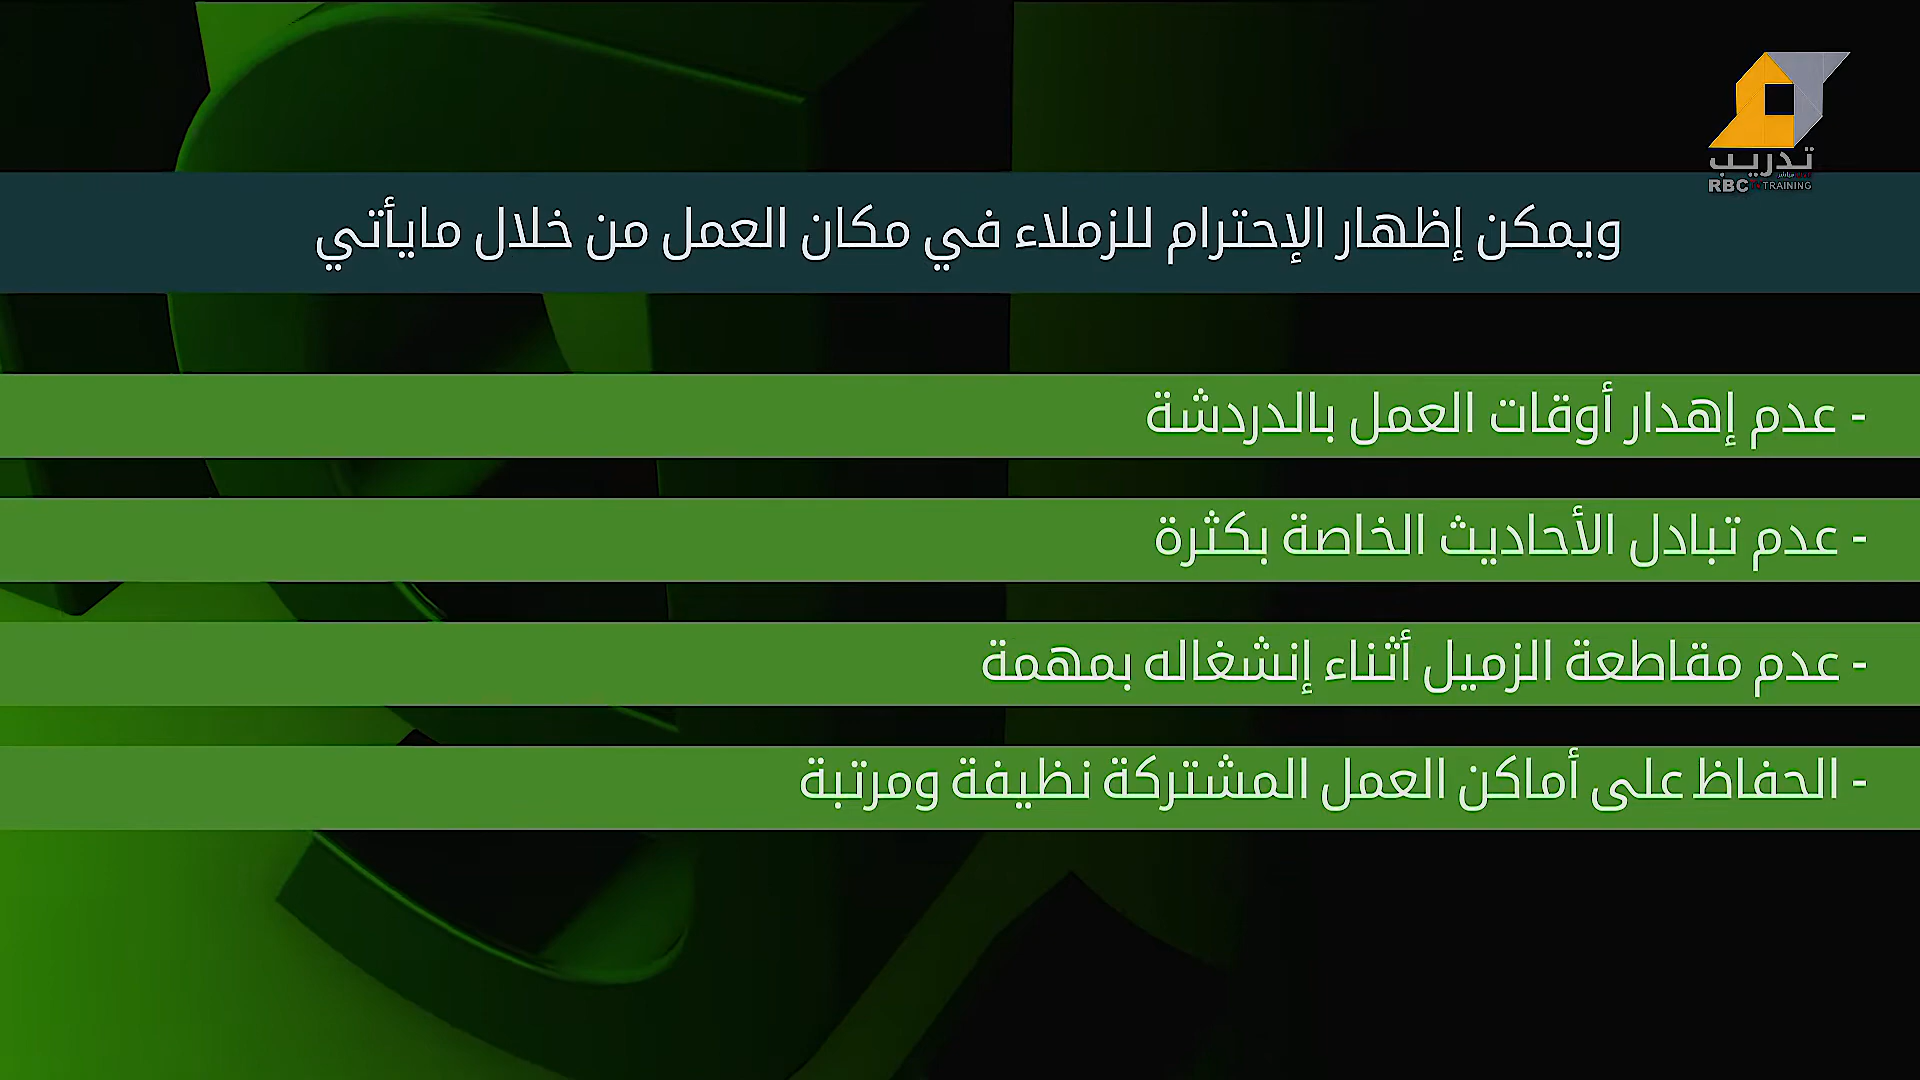 تدريب
RBC TV TRAINING
ويمكن إظهار الإحترام للزملاء في مكان العمل من خلال مايأتي
- عدم إهدار أوقات العمل بالدردشة
- عدم تبادل الأحاديث الخاصة بكثرة
- عدم مقاطعة الزميل أثناء إنشغاله بمهمة
- الحفاظ على أماكن العمل المشتركة نظيفة ومرتبة